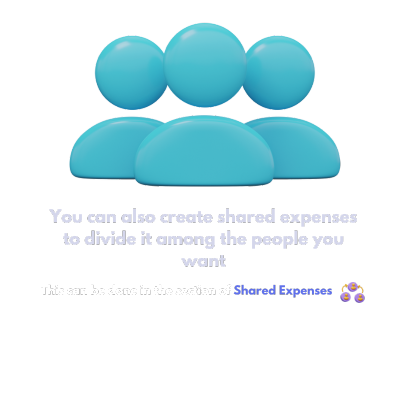 You can also create shared expenses
to divide it among the people you
want
This can be done in the section of Shared Expenses